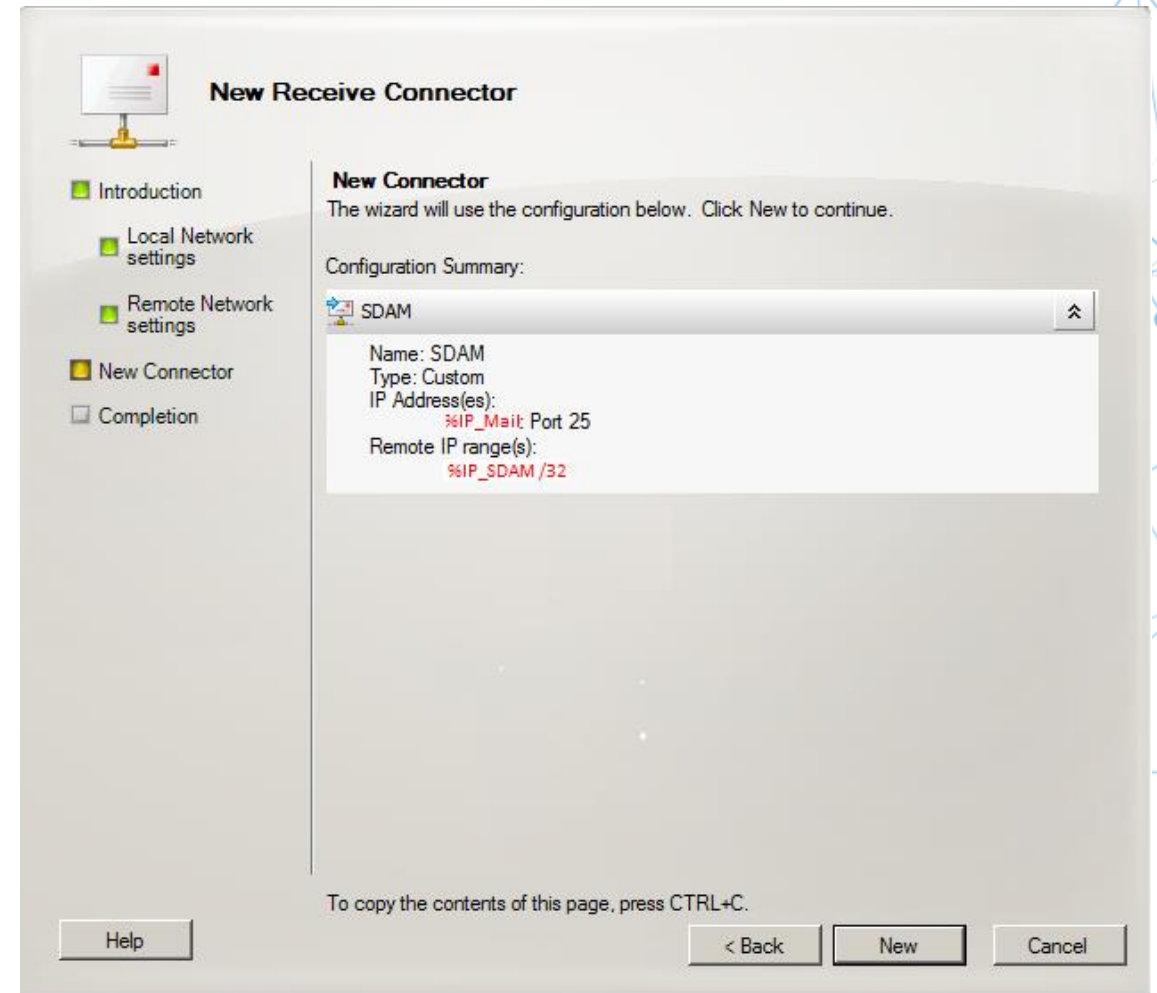 New Receive Connector
Introduction
Local Network
settings
Remote Network
settings
New Connector
Completion
New Connector
The wizard will use the configuration below. Click New to continue.
Configuration Summary:
SDAM
Name: SDAM
Type: Custom
IP Address(es):
%IP_Mail: Port 25
Remote IP range(s):
%IP_SDAM /32
To copy the contents of this page, press CTRL+C.
Help
< Back
New
Cancel